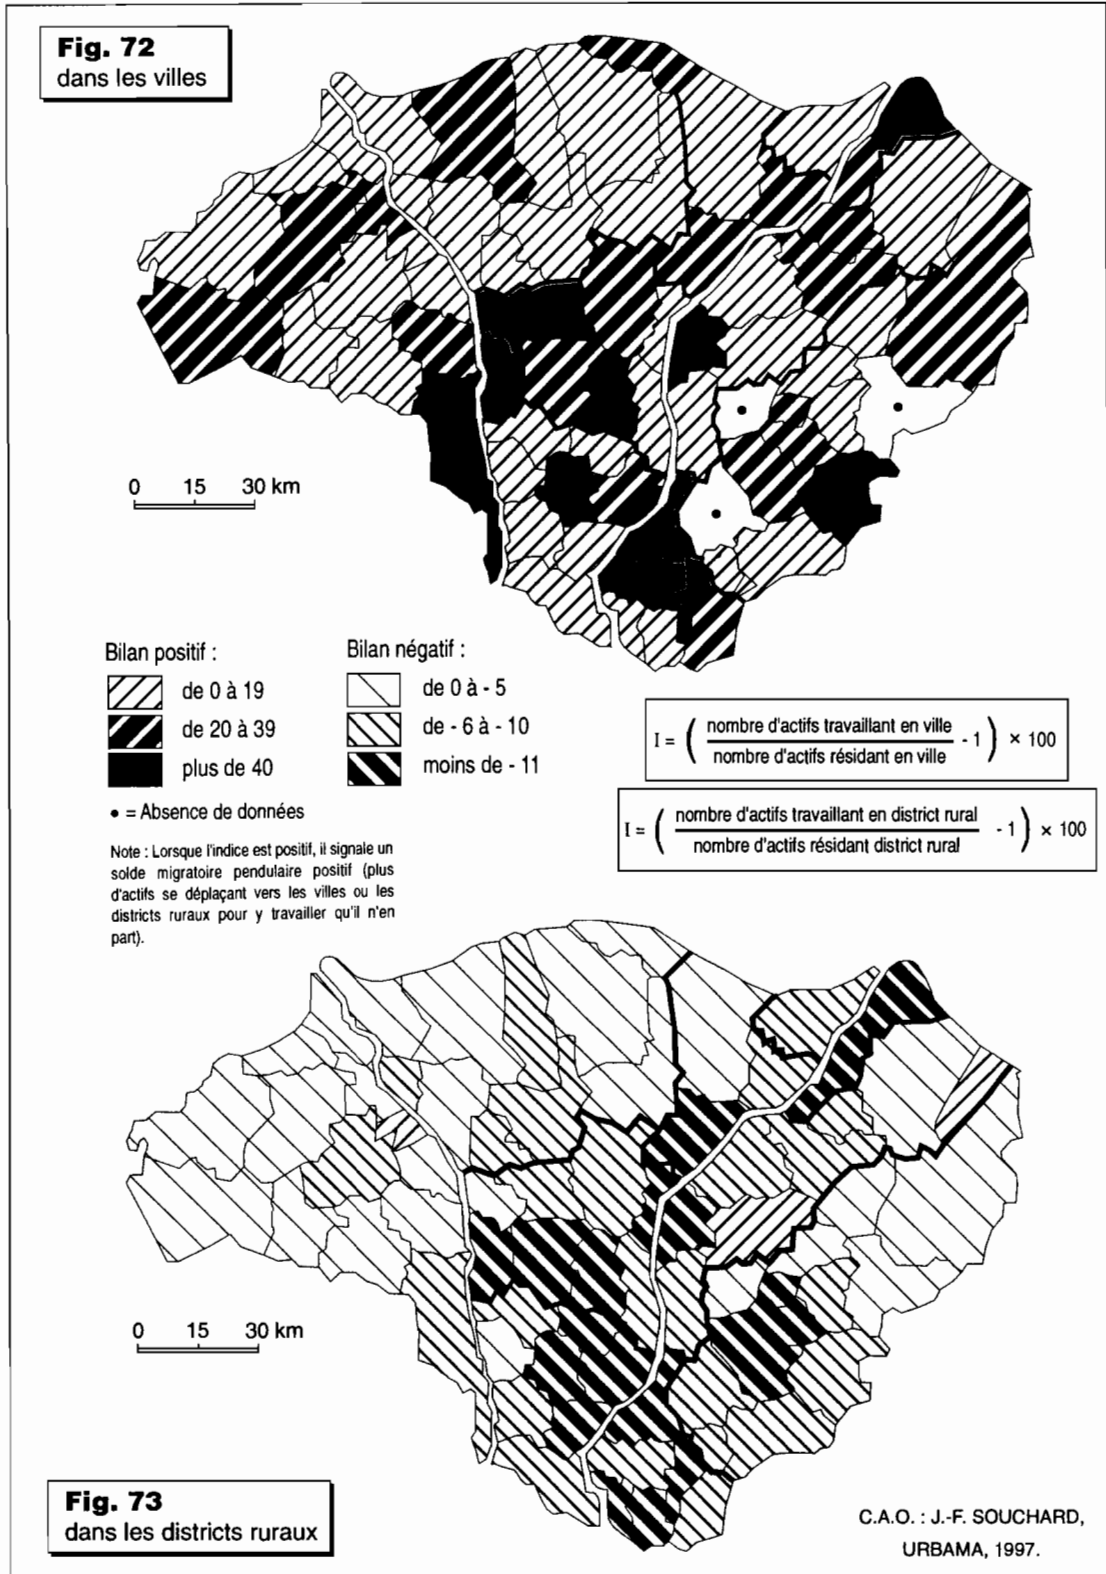 Fig. 72
dans les villes
0 15 30 km
Bilan positif :
de 0 à 19
de 20 à 39
plus de 40
• = Absence de données
Bilan négatif :
de 0 à - 5
de - 6 à - 10
moins de - 11
Note : Lorsque l'indice est positif, il signale un
solde migratoire pendulaire positif (plus
d'actifs se déplaçant vers les villes ou les
districts ruraux pour y travailler qu'il n'en
part).
I = ( nombre d'actifs travaillant en ville / nombre d'actifs résidant en ville - 1 ) × 100
I = ( nombre d'actifs travaillant en district rural / nombre d'actifs résidant district rural - 1 ) × 100
0 15 30 km
Fig. 73
dans les districts ruraux
C.A.O. : J.-F. SOUCHARD,
URBAMA, 1997.